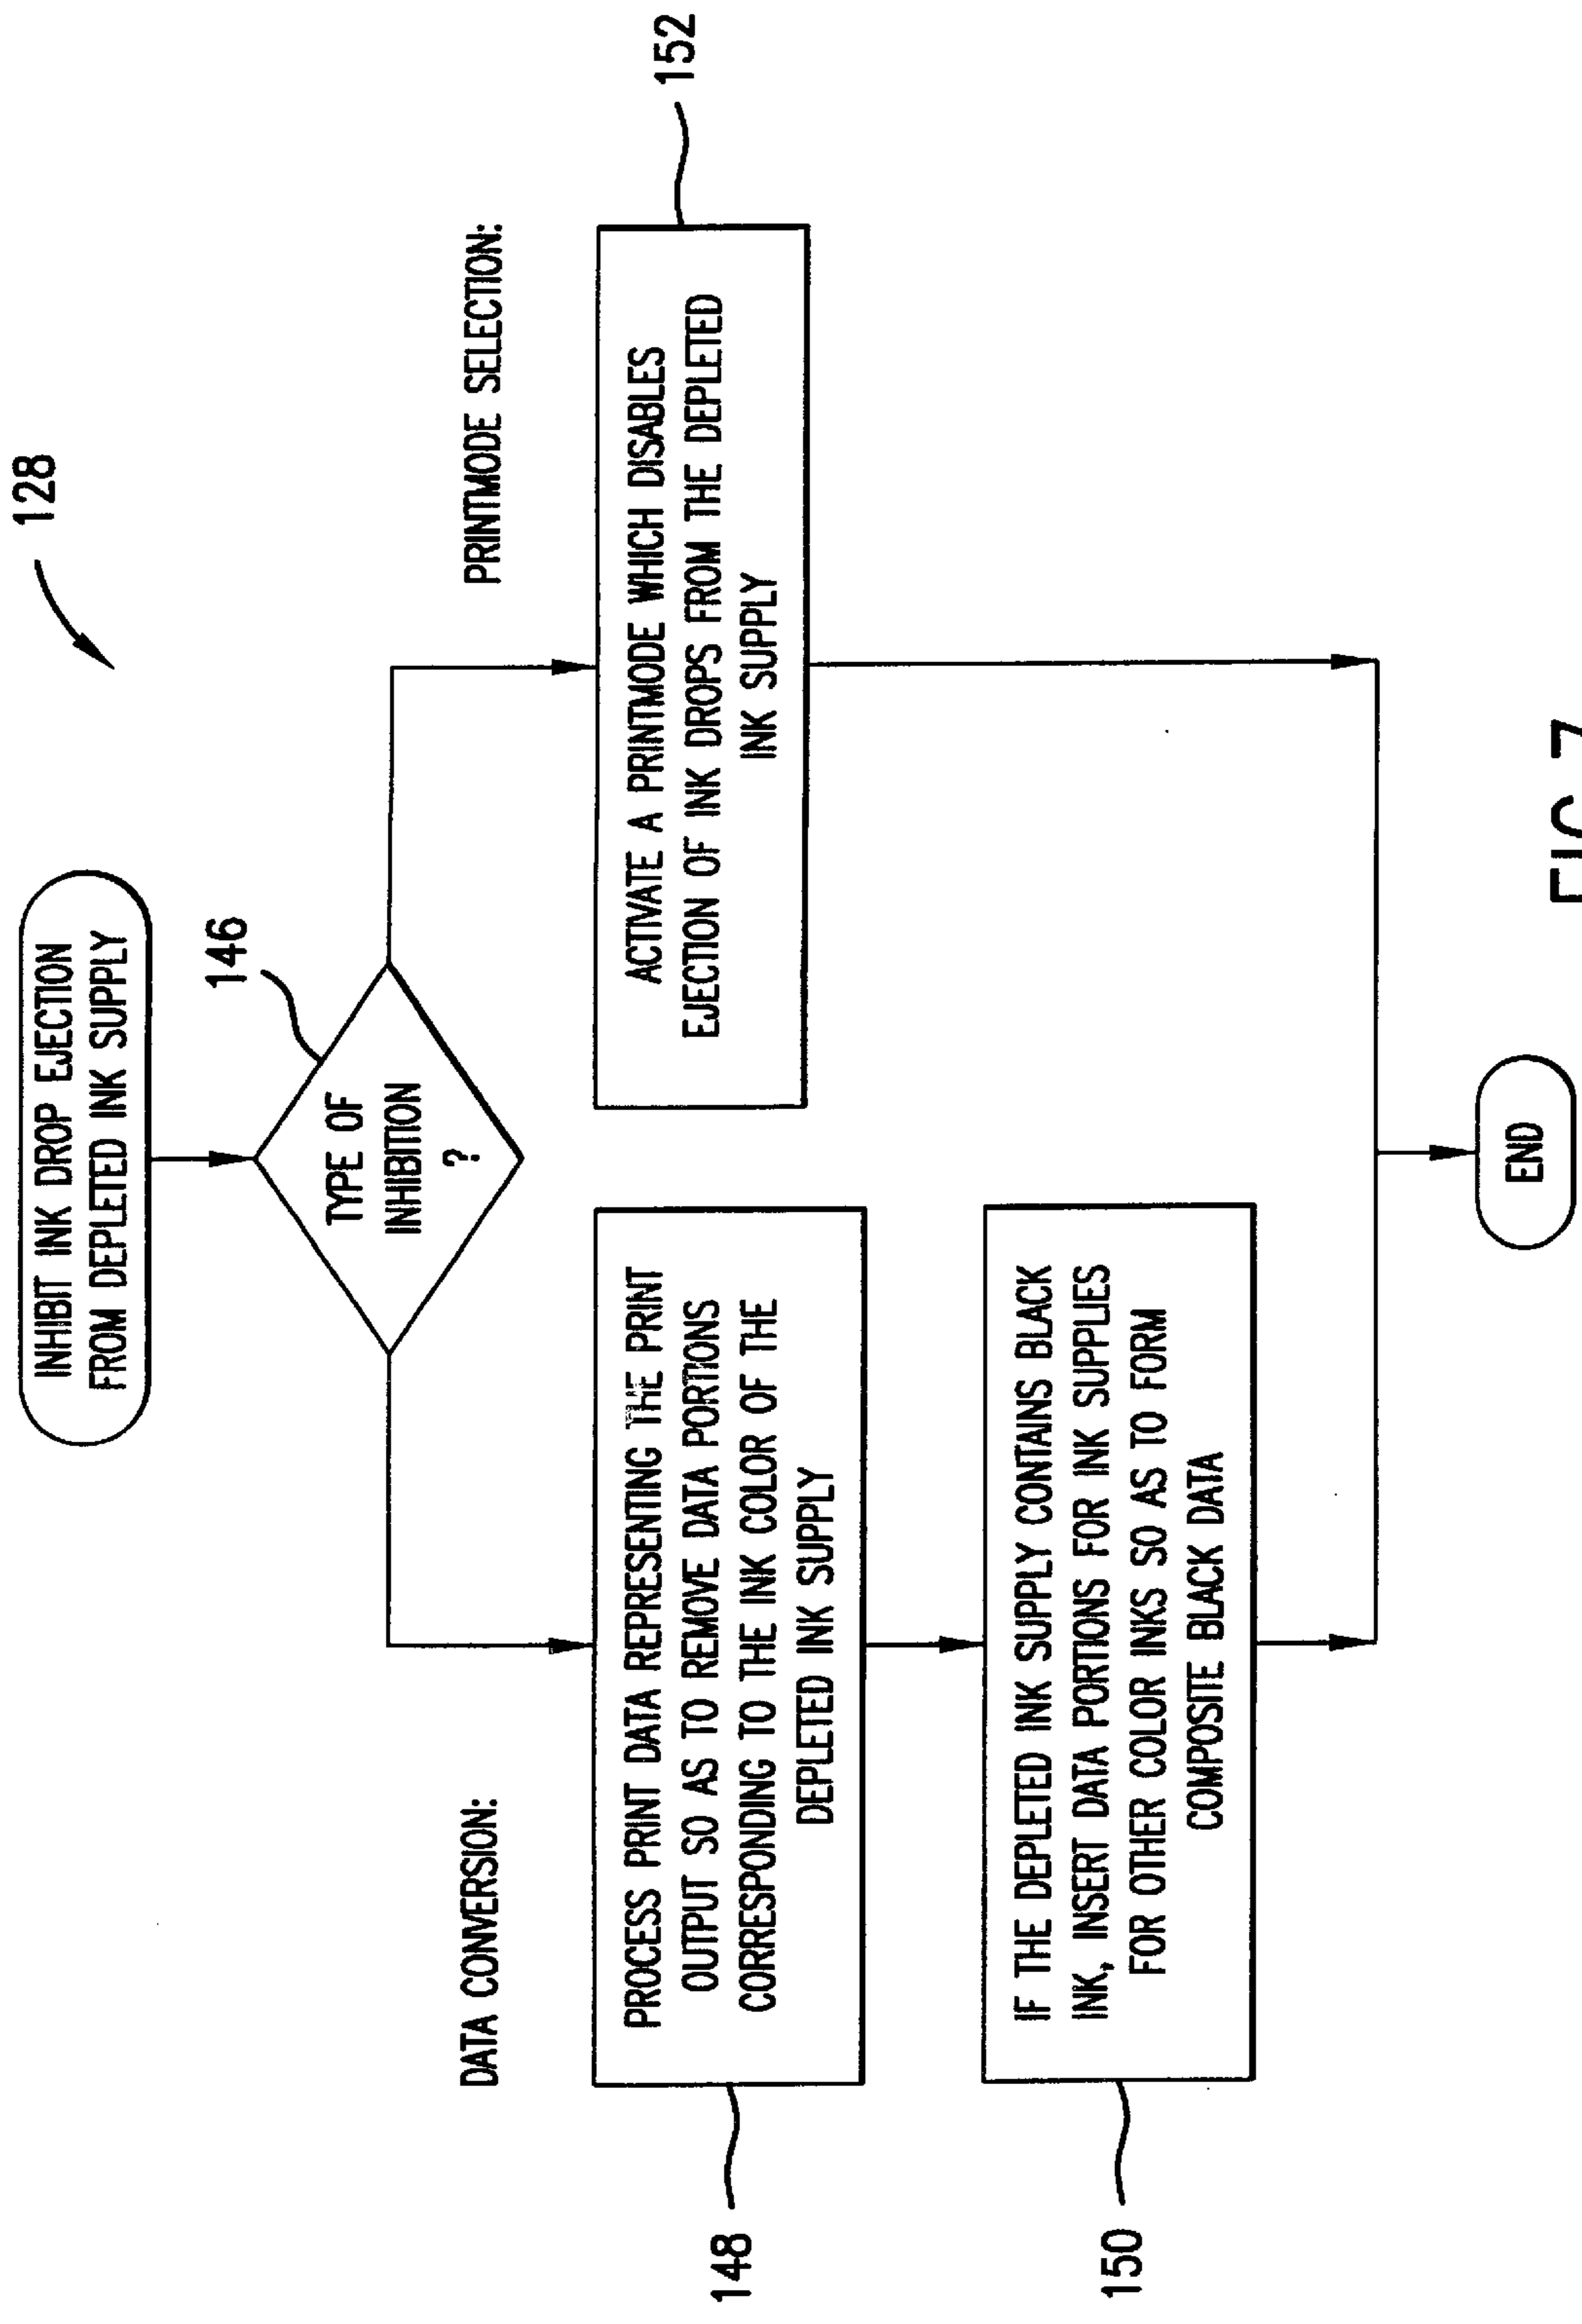 128
INHIBIT INK DROP EJECTION
FROM DEPLETED INK SUPPLY
146
TYPE OF
INHIBITION
?
DATA CONVERSION:
PROCESS PRINT DATA REPRESENTING THE PRINT
OUTPUT SO AS TO REMOVE DATA PORTIONS
CORRESPONDING TO THE INK COLOR OF THE
DEPLETED INK SUPPLY
148
IF THE DEPLETED INK SUPPLY CONTAINS BLACK
INK, INSERT DATA PORTIONS FOR INK SUPPLIES
FOR OTHER COLOR INKS SO AS TO FORM
COMPOSITE BLACK DATA
150
PRINTMODE SELECTION:
ACTIVATE A PRINTMODE WHICH DISABLES
EJECTION OF INK DROPS FROM THE DEPLETED
INK SUPPLY
152
END
FIG. 7